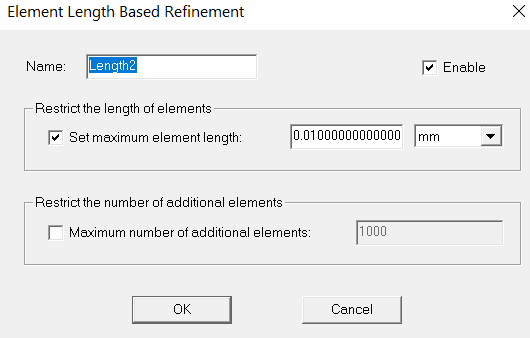 Element Length Based Refinement
Name: Length2 Enable
Restrict the length of elements
Set maximum element length: 0.01000000000000 mm
Restrict the number of additional elements
Maximum number of additional elements: 1000
OK Cancel